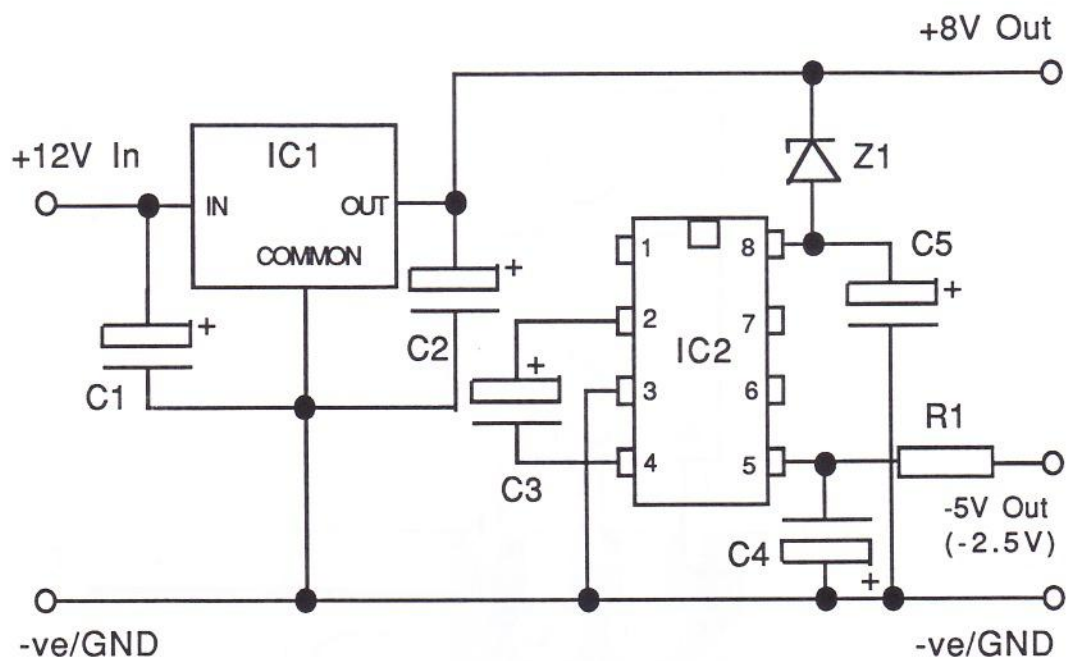 +8V Out
+12V In
IC1
Z1
IN
OUT
COMMON
C5
1
8
+
+
2
7
+
C2
IC2
C1
+
3
6
R1
4
5
C3
-5V Out
(-2.5V)
C4
+
-ve/GND
-ve/GND